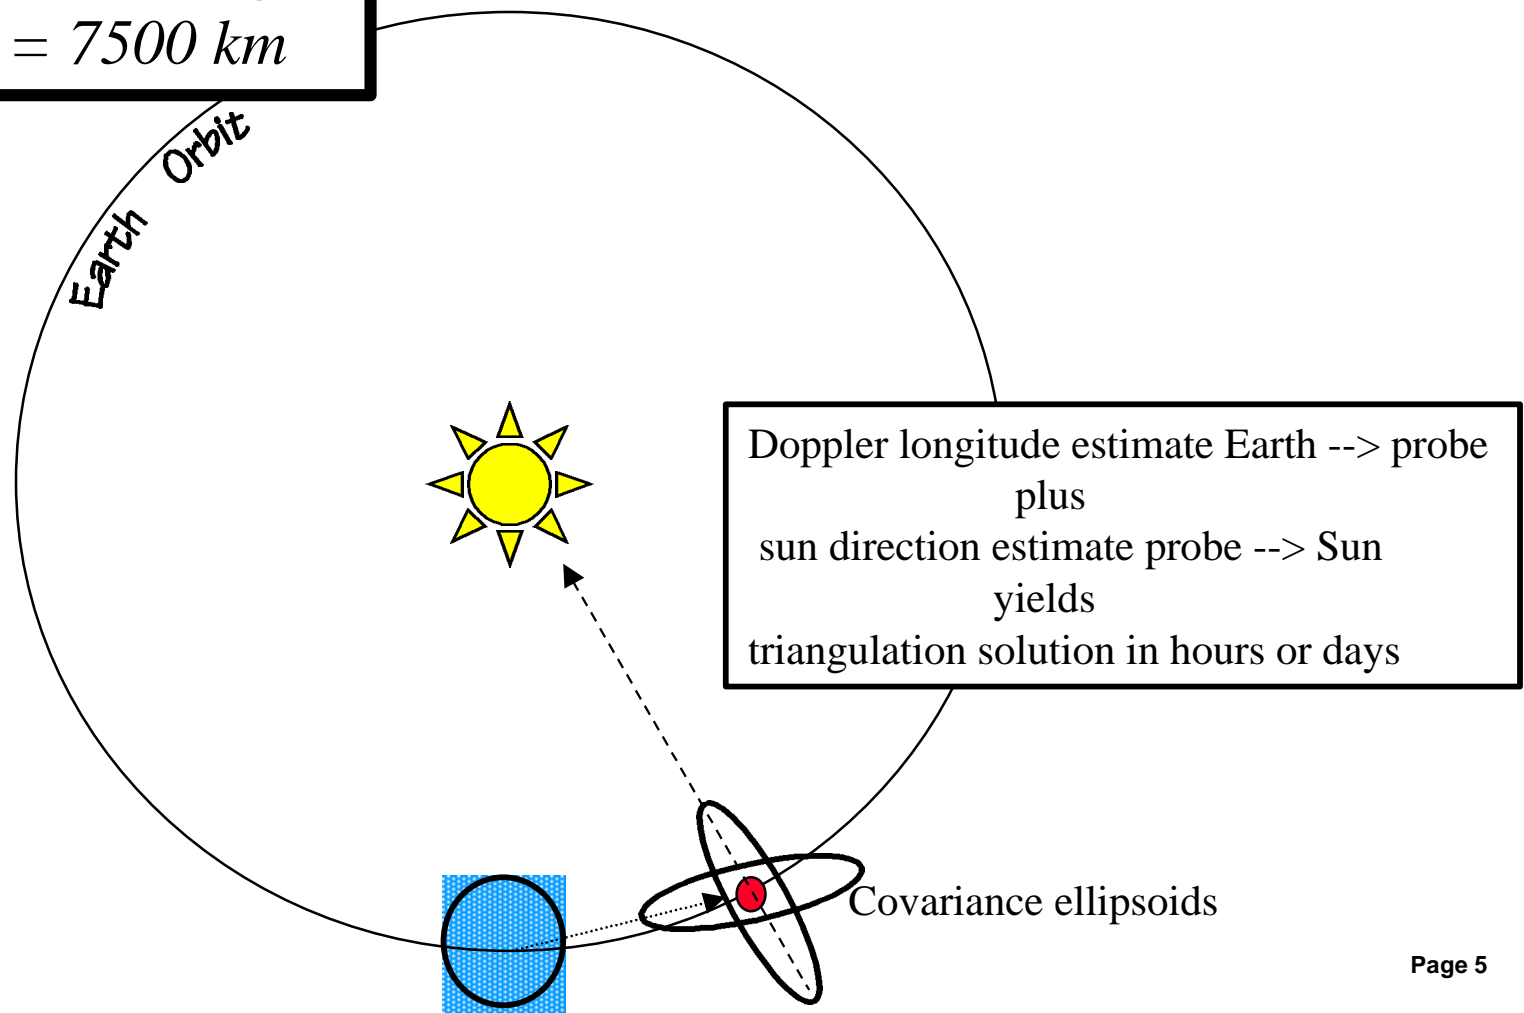 = 7500 km
Earth Orbit
Doppler longitude estimate Earth --> probe
plus
sun direction estimate probe --> Sun
yields
triangulation solution in hours or days
Covariance ellipsoids
Page 5